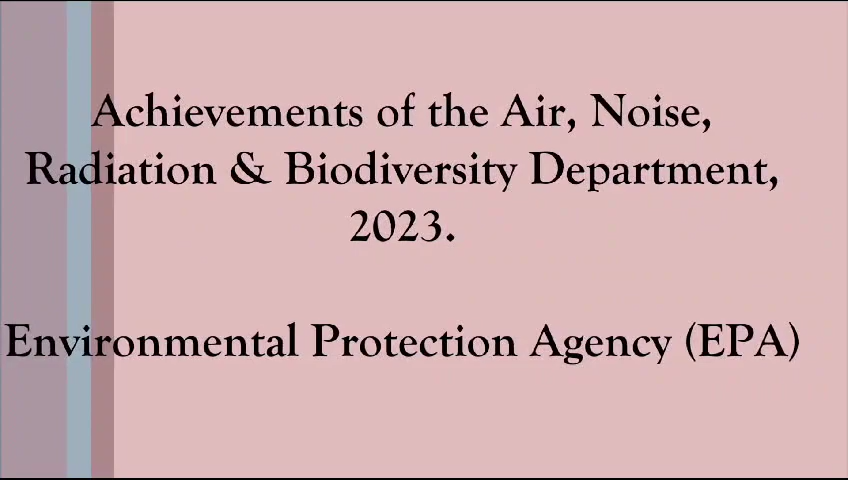 Achievements of the Air, Noise,
Radiation & Biodiversity Department,
2023.
Environmental Protection Agency (EPA)